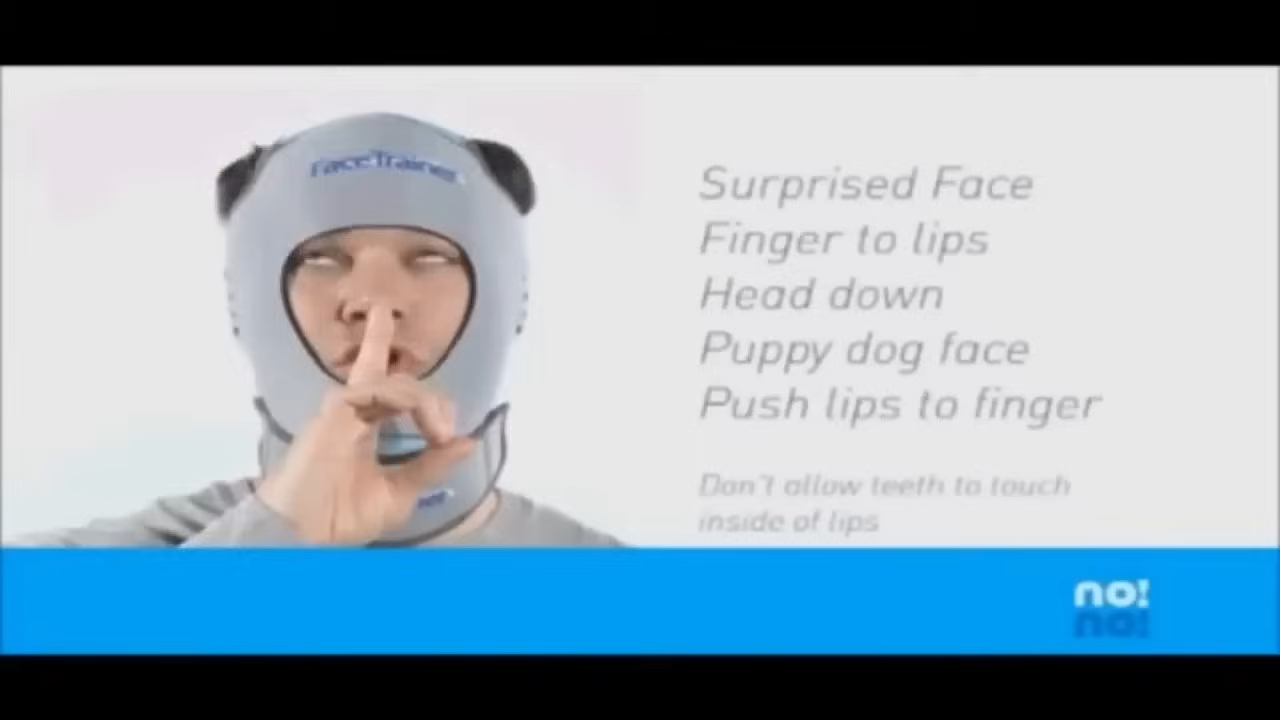 FaceTrainer
Surprised Face
Finger to lips
Head down
Puppy dog face
Push lips to finger
Don't allow teeth to touch
inside of lips
no!
no!